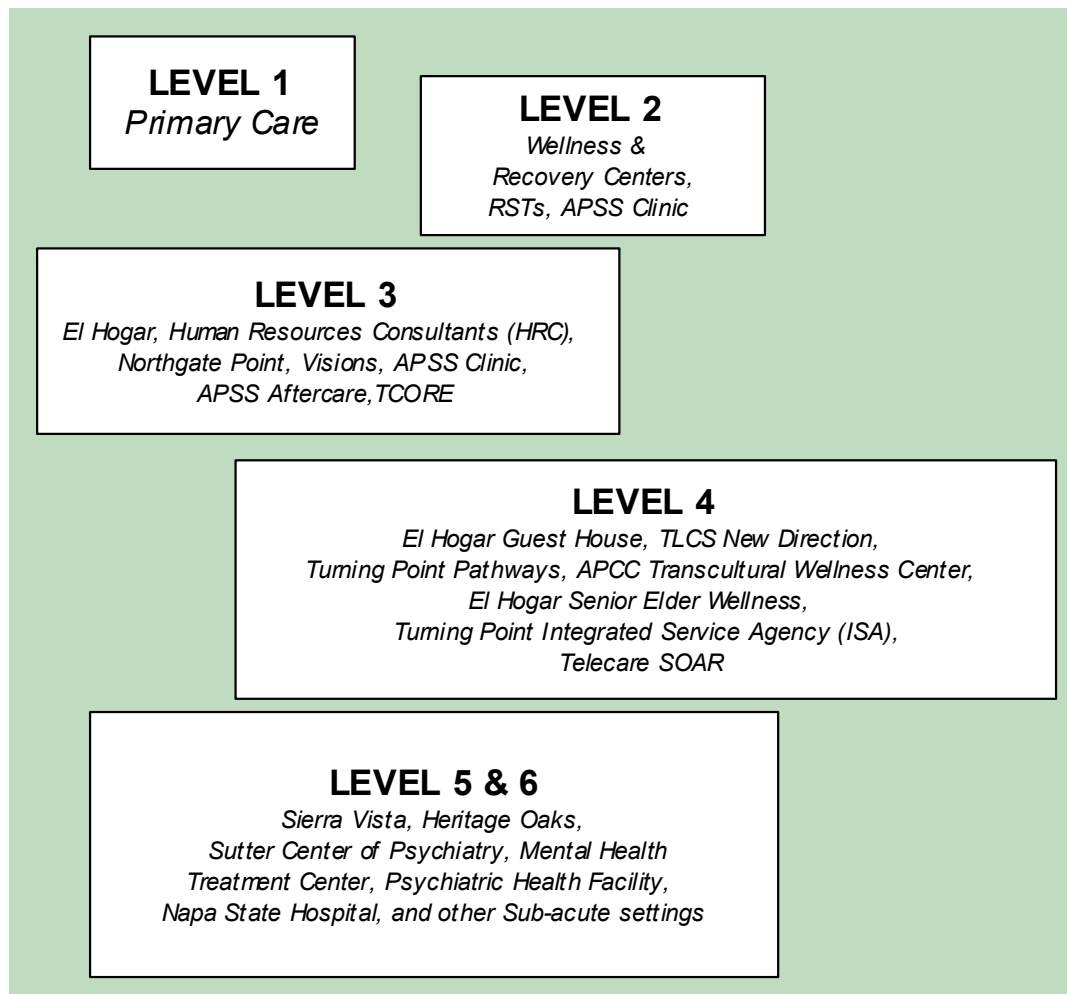 LEVEL 1
Primary Care
LEVEL 2
Wellness &
Recovery Centers,
RSTs, APSS Clinic
LEVEL 3
El Hogar, Human Resources Consultants (HRC),
Northgate Point, Visions, APSS Clinic,
APSS Aftercare,TCORE
LEVEL 4
El Hogar Guest House, TLCS New Direction,
Turning Point Pathways, APCC Transcultural Wellness Center,
El Hogar Senior Elder Wellness,
Turning Point Integrated Service Agency (ISA),
Telecare SOAR
LEVEL 5 & 6
Sierra Vista, Heritage Oaks,
Sutter Center of Psychiatry, Mental Health
Treatment Center, Psychiatric Health Facility,
Napa State Hospital, and other Sub-acute settings